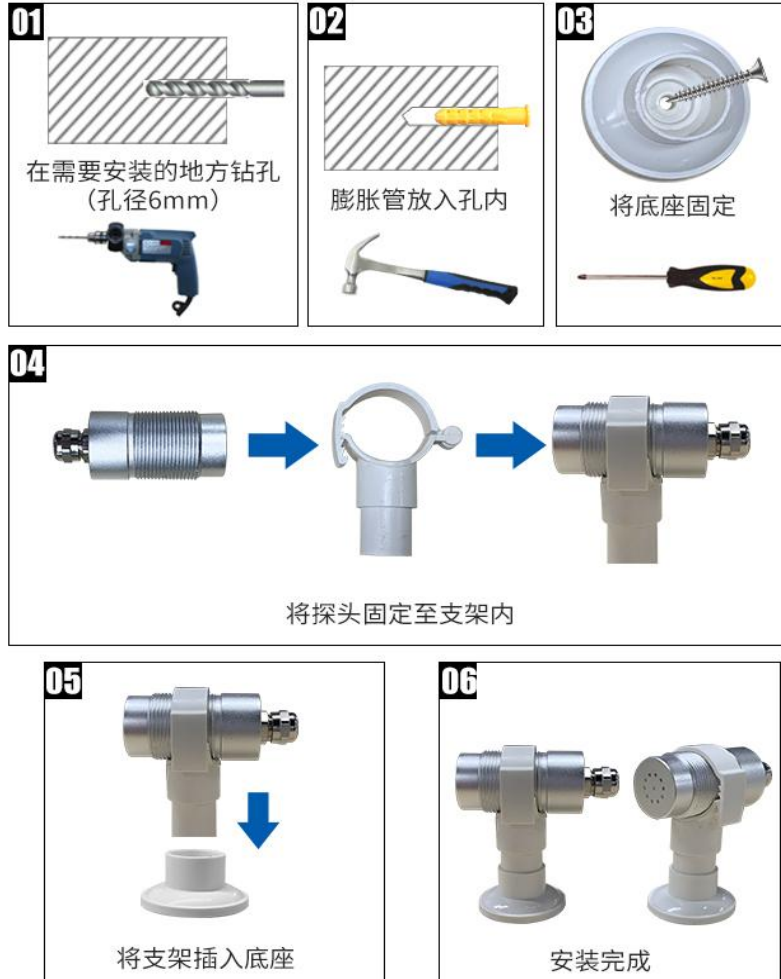 01
在需要安装的地方钻孔
（孔径6mm）
02
膨胀管放入孔内
03
将底座固定
04
将探头固定至支架内
05
将支架插入底座
06
安装完成